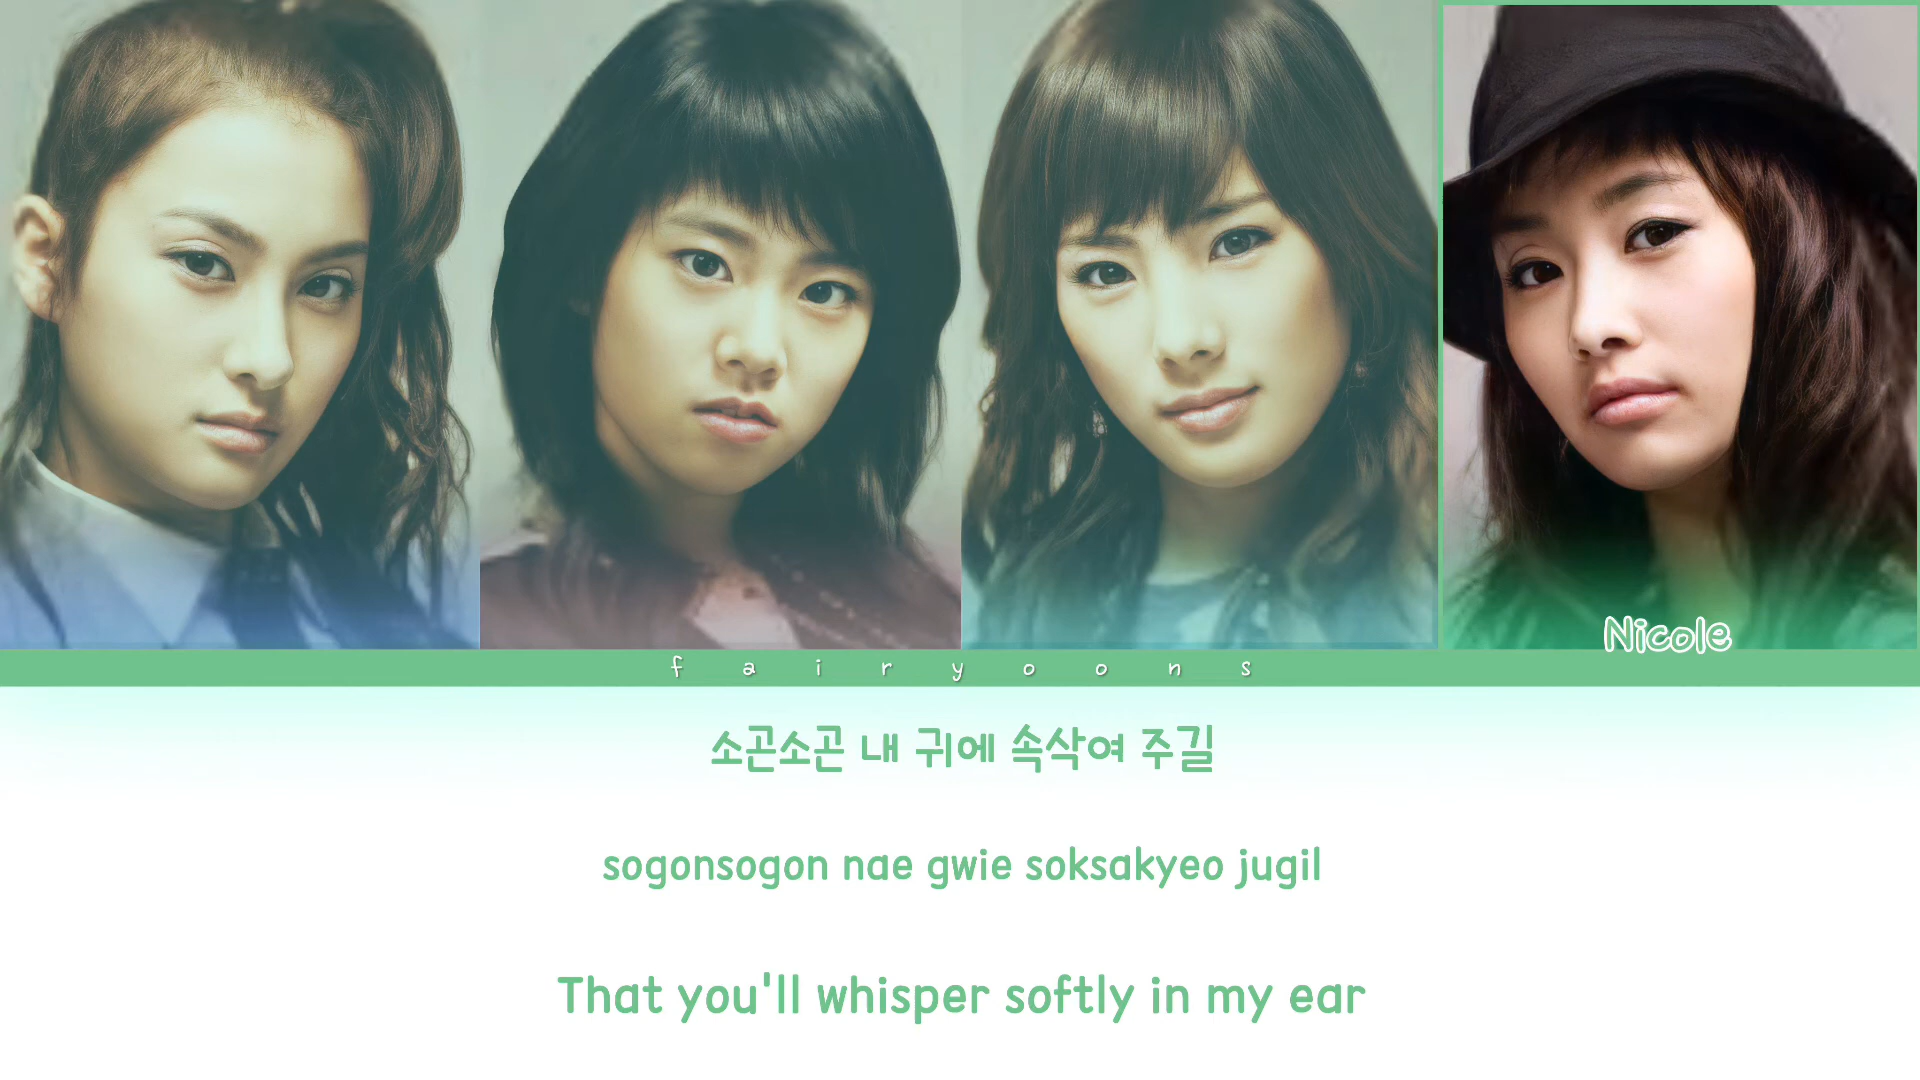 Nicole
f a i r y o o n s
소곤소곤 내 귀에 속삭여 주길
sogonsogon nae gwie soksakyeo jugil
That you'll whisper softly in my ear